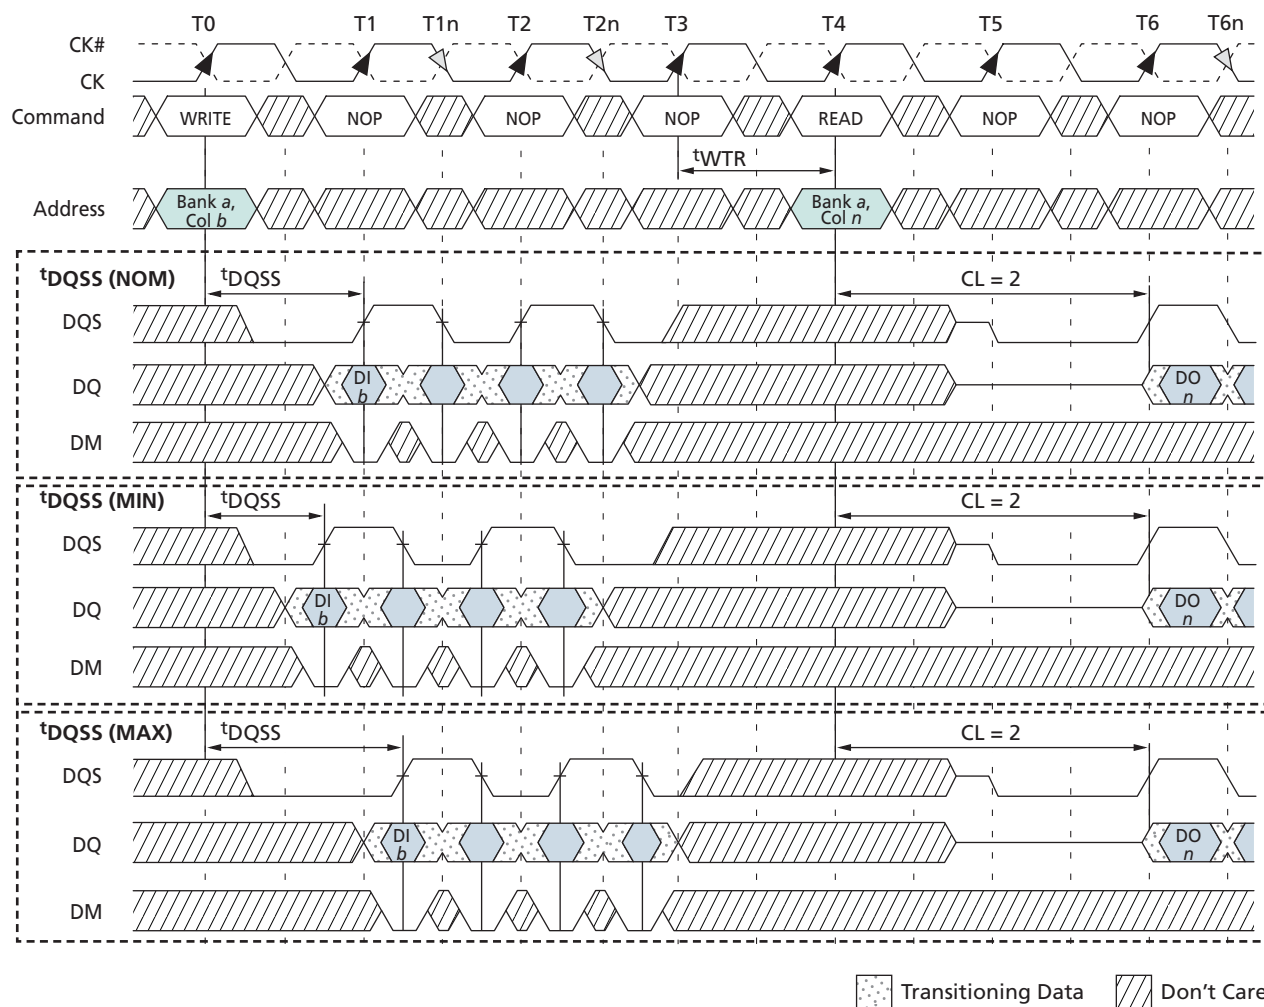 T0 T1 T1n T2 T2n T3 T4 T5 T6 T6n
CK#
CK
Command WRITE NOP NOP NOP READ NOP NOP
tWTR
Address Bank a, Col b Bank a, Col n
tDQSS (NOM) tDQSS CL = 2
DQS
DQ DI b DO n
DM
tDQSS (MIN) tDQSS CL = 2
DQS
DQ DI b DO n
DM
tDQSS (MAX) tDQSS CL = 2
DQS
DQ DI b DO n
DM
Transitioning Data Don't Care